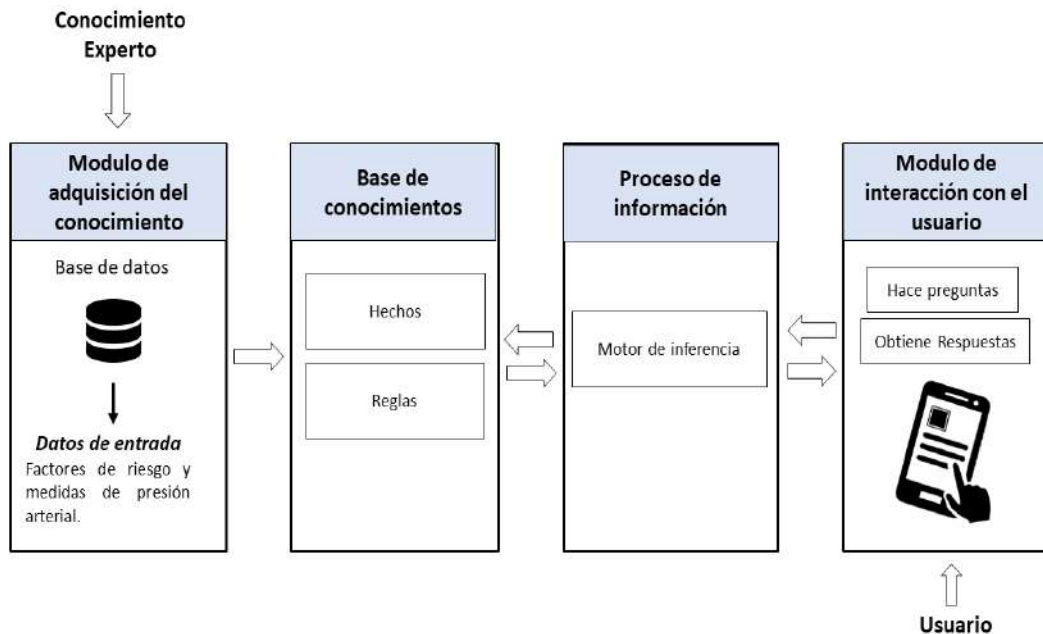 Conocimiento
Experto
Modulo de
adquisición del
conocimiento
Base de datos
Datos de entrada
Factores de riesgo y
medidas de presión
arterial.
Base de
conocimientos
Hechos
Reglas
Proceso de
información
Motor de inferencia
Modulo de
interacción con el
usuario
Hace preguntas
Obtiene Respuestas
Usuario